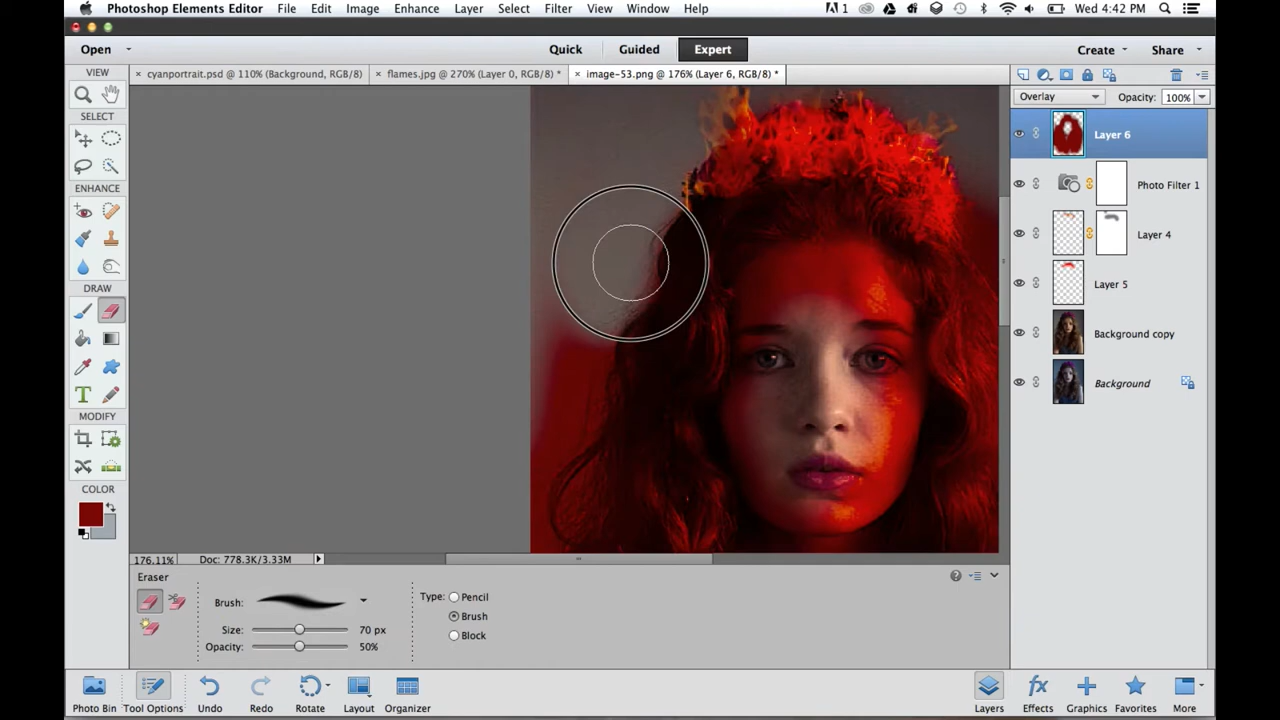 Photoshop Elements Editor File Edit Image Enhance Layer Select Filter View Window Help 1 Wed 4:42 PM
Open Quick Guided Expert Create Share
× cyanportrait.psd @ 110% (Background, RGB/8) × flames.jpg @ 270% (Layer 0, RGB/8) * × image-53.png @ 176% (Layer 6, RGB/8) *
VIEW
SELECT
ENHANCE
DRAW
T
MODIFY
COLOR
Overlay Opacity: 100%
Layer 6
Photo Filter 1
Layer 4
Layer 5
Background copy
Background
176.11% Doc: 778.3K/3.33M
Eraser
Brush:
Size: 70 px
Opacity: 50%
Type: Pencil
Brush
Block
Photo Bin Tool Options Undo Redo Rotate Layout Organizer
fx
Layers Effects Graphics Favorites More